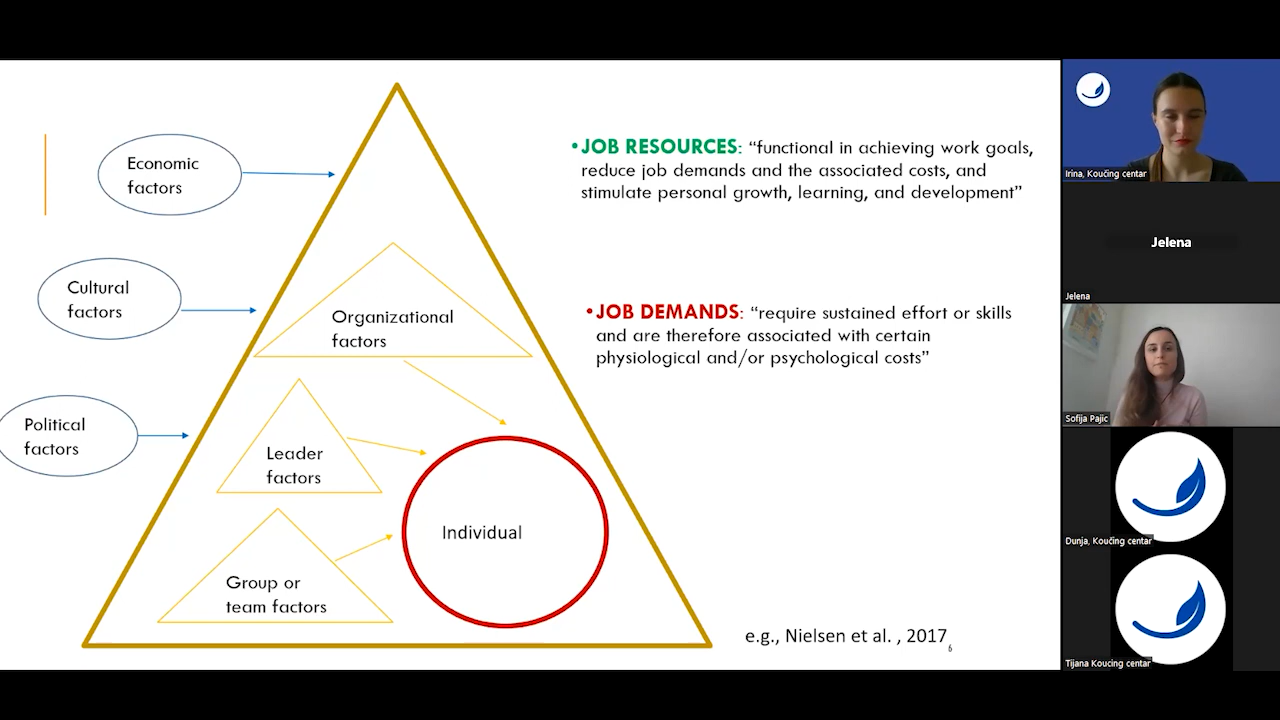 Economic
factors
Cultural
factors
Political
factors
Organizational
factors
Leader
factors
Group or
team factors
Individual
•JOB RESOURCES: “functional in achieving work goals,
reduce job demands and the associated costs, and
stimulate personal growth, learning, and development”
•JOB DEMANDS: “require sustained effort or skills
and are therefore associated with certain
physiological and/or psychological costs”
e.g., Nielsen et al. , 2017
6
Irina, Koučing centar
Jelena
Jelena
Sofija Pajic
Dunja, Koučing centar
Tijana Koucing centar